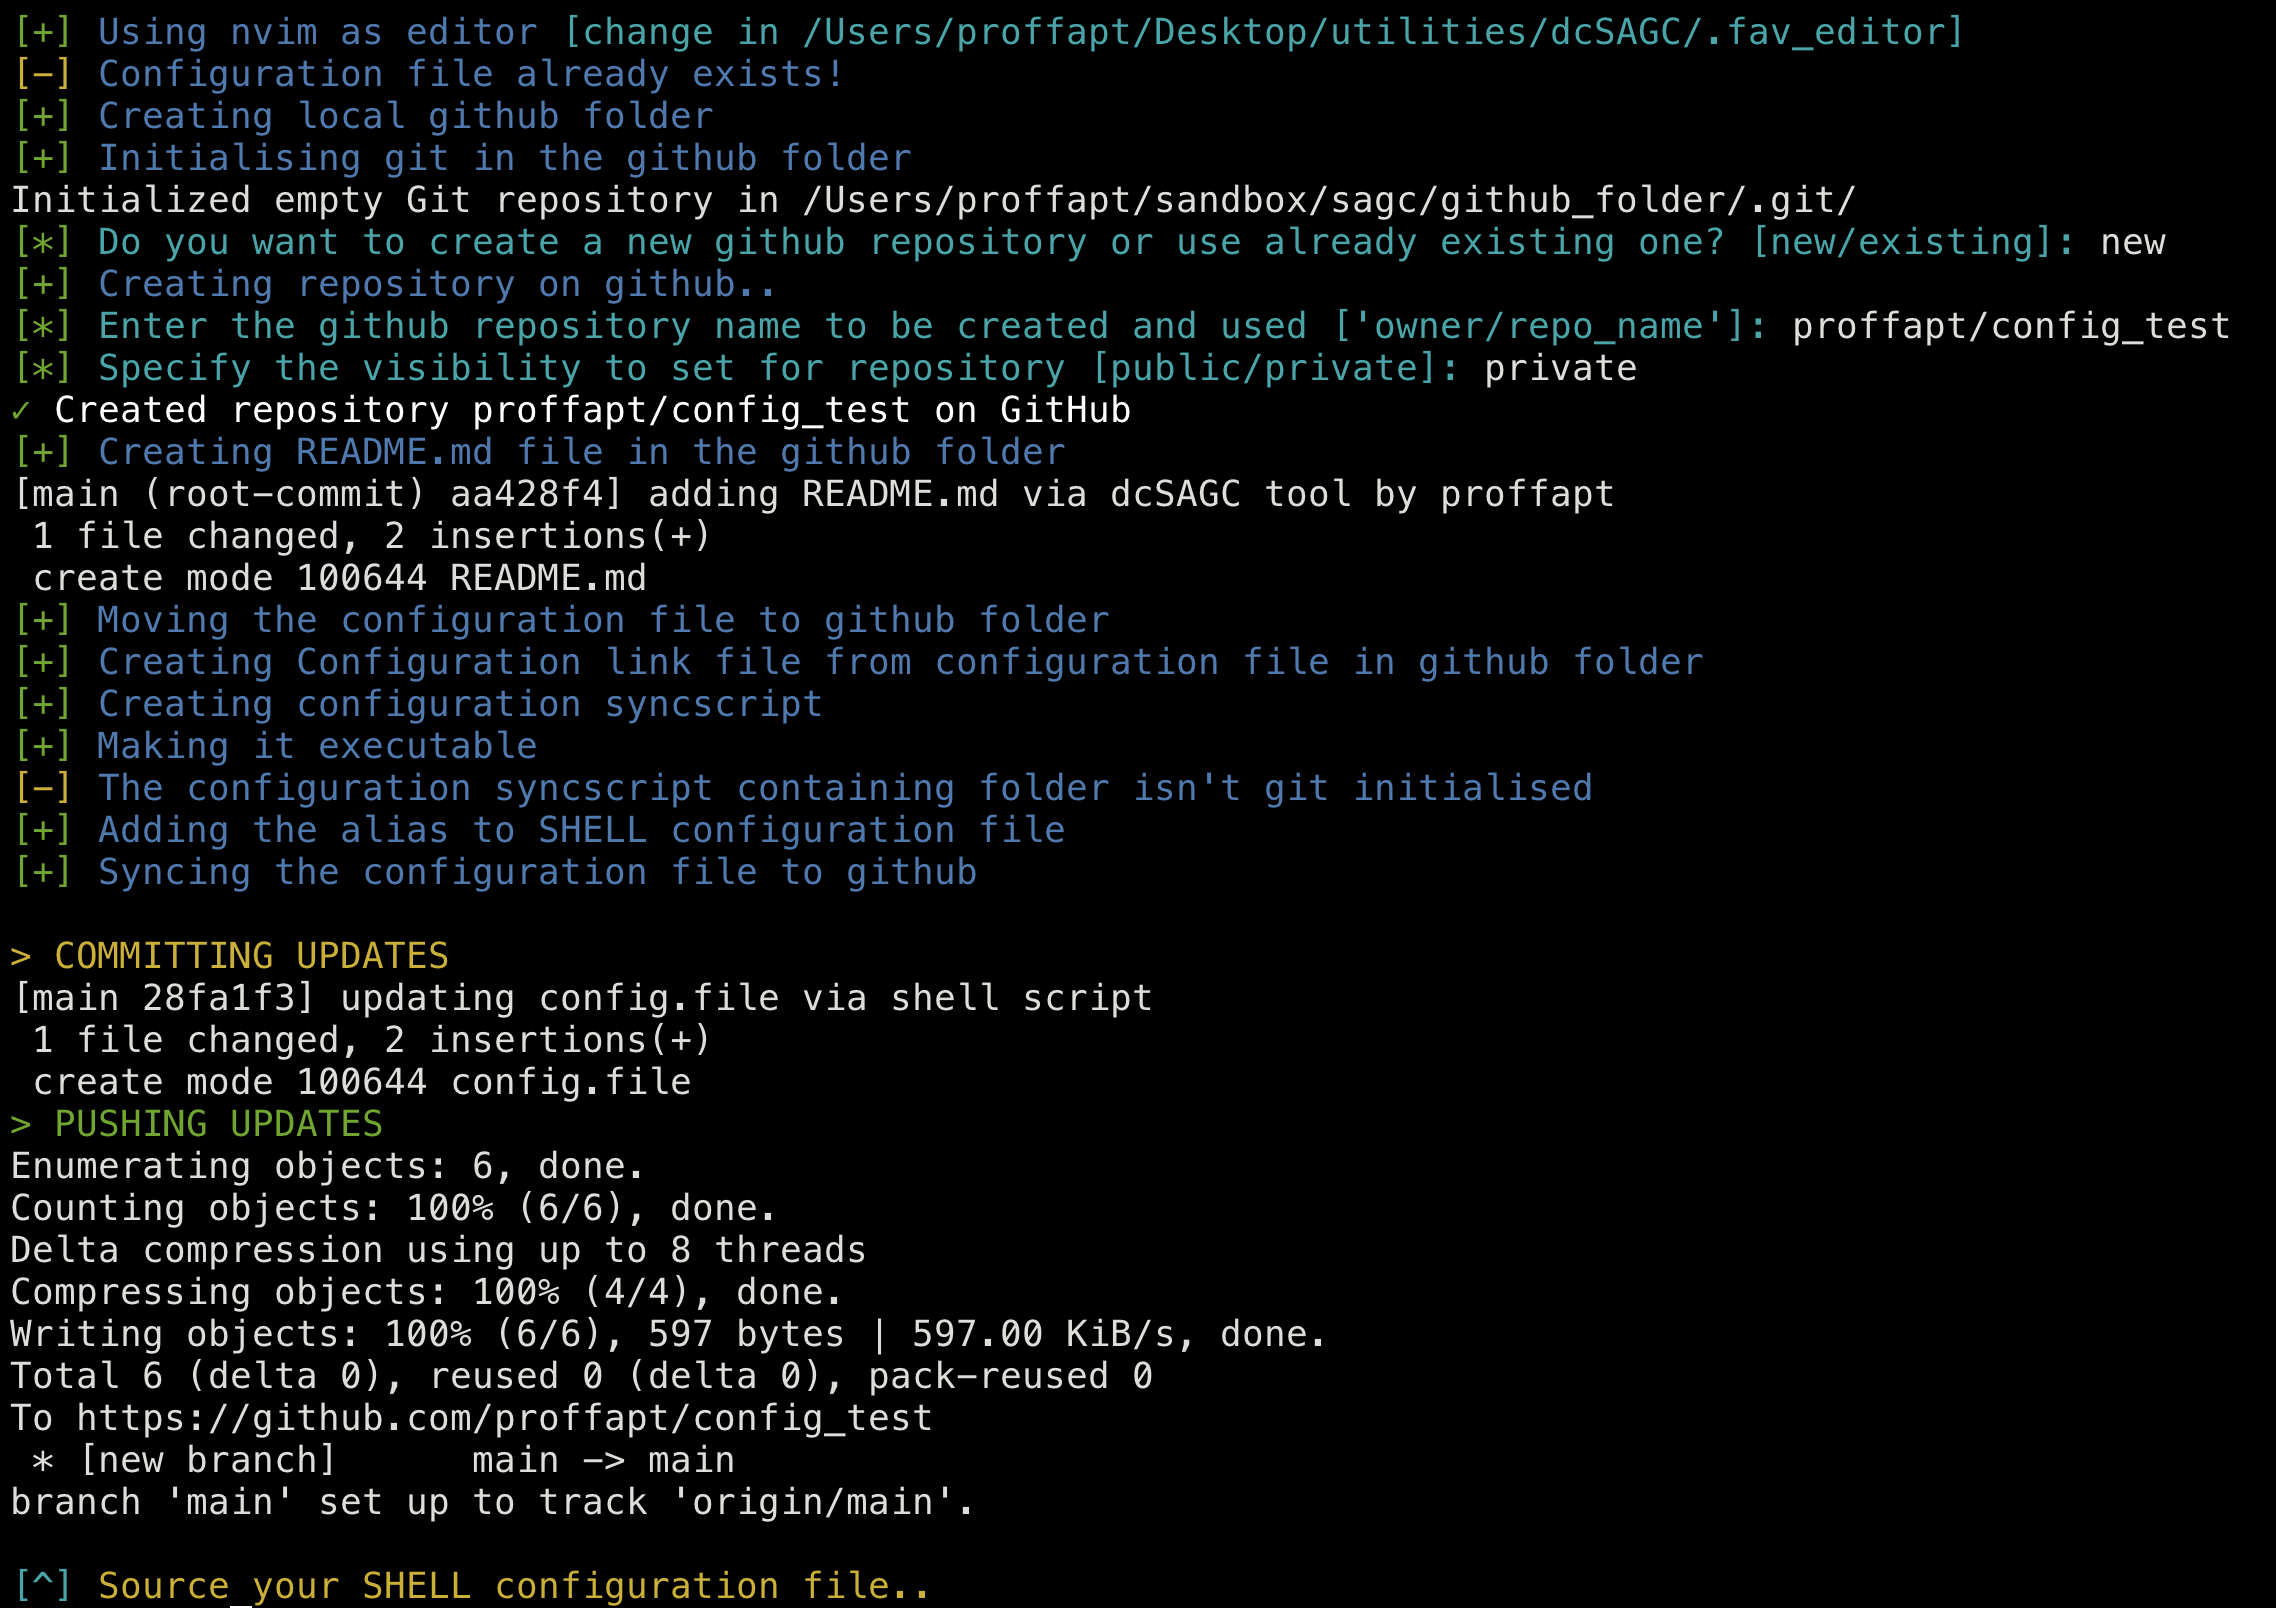 [+] Using nvim as editor [change in /Users/proffapt/Desktop/utilities/dcSAGC/.fav_editor]
[-] Configuration file already exists!
[+] Creating local github folder
[+] Initialising git in the github folder
Initialized empty Git repository in /Users/proffapt/sandbox/sagc/github_folder/.git/
[*] Do you want to create a new github repository or use already existing one? [new/existing]: new
[+] Creating repository on github..
[*] Enter the github repository name to be created and used ['owner/repo_name']: proffapt/config_test
[*] Specify the visibility to set for repository [public/private]: private
✓ Created repository proffapt/config_test on GitHub
[+] Creating README.md file in the github folder
[main (root-commit) aa428f4] adding README.md via dcSAGC tool by proffapt
 1 file changed, 2 insertions(+)
 create mode 100644 README.md
[+] Moving the configuration file to github folder
[+] Creating Configuration link file from configuration file in github folder
[+] Creating configuration syncscript
[+] Making it executable
[-] The configuration syncscript containing folder isn't git initialised
[+] Adding the alias to SHELL configuration file
[+] Syncing the configuration file to github
> COMMITTING UPDATES
[main 28fa1f3] updating config.file via shell script
 1 file changed, 2 insertions(+)
 create mode 100644 config.file
> PUSHING UPDATES
Enumerating objects: 6, done.
Counting objects: 100% (6/6), done.
Delta compression using up to 8 threads
Compressing objects: 100% (4/4), done.
Writing objects: 100% (6/6), 597 bytes | 597.00 KiB/s, done.
Total 6 (delta 0), reused 0 (delta 0), pack-reused 0
To https://github.com/proffapt/config_test
 * [new branch]      main -> main
branch 'main' set up to track 'origin/main'.
[^] Source_your SHELL configuration file..